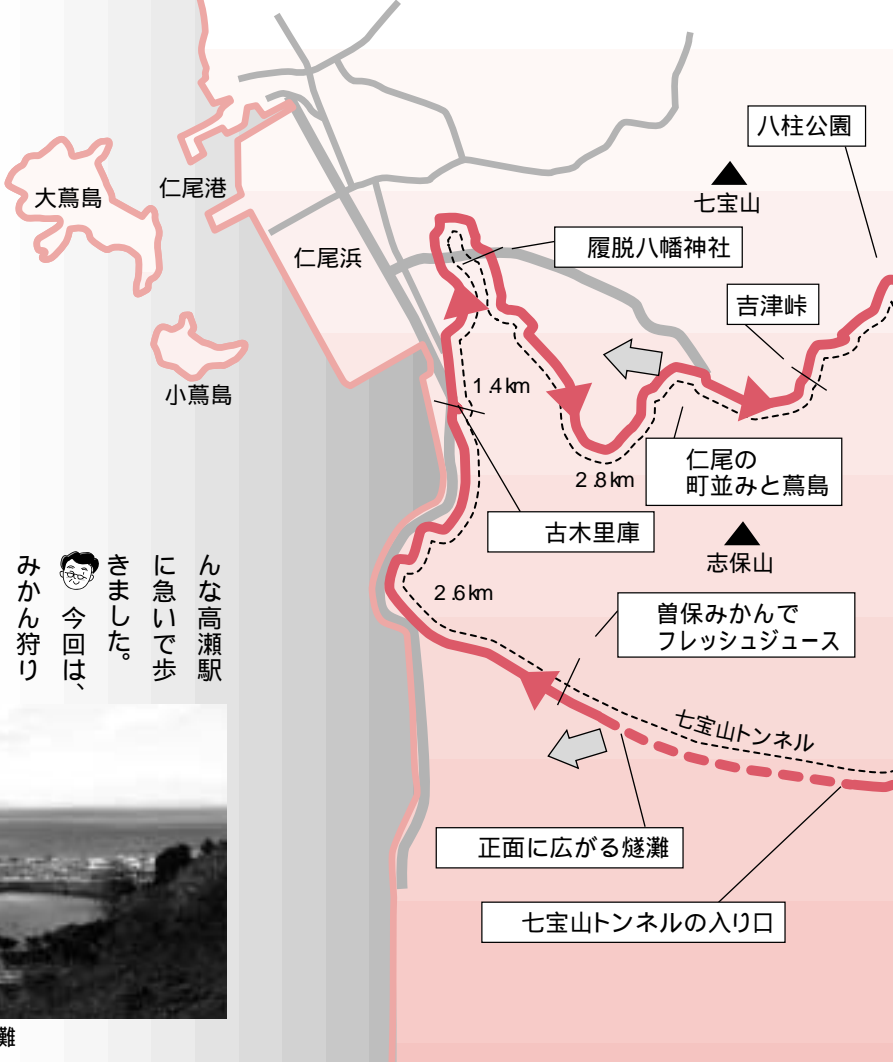 八柱公園
七宝山
大蔦島
仁尾港
仁尾浜
履脱八幡神社
吉津峠
小蔦島
1.4km
2.8km
仁尾の
町並みと蔦島
古木里庫
志保山
2.6km
曽保みかんで
フレッシュジュース
七宝山トンネル
正面に広がる燧灘
七宝山トンネルの入り口
んな高瀬駅
に急いで歩
きました。
今回は、
みかん狩り
灘